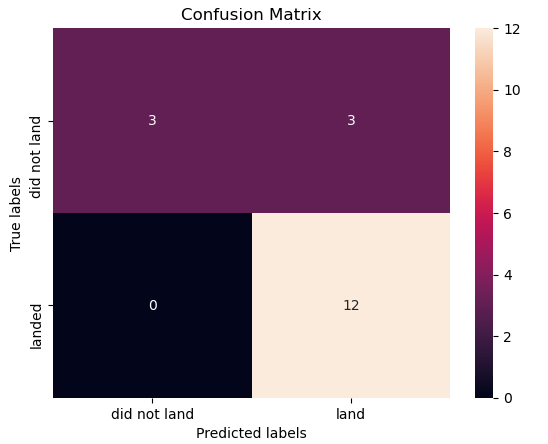 Confusion Matrix
True labels
did not land
landed
3 3
0 12
did not land land
Predicted labels
12
10
8
6
4
2
0